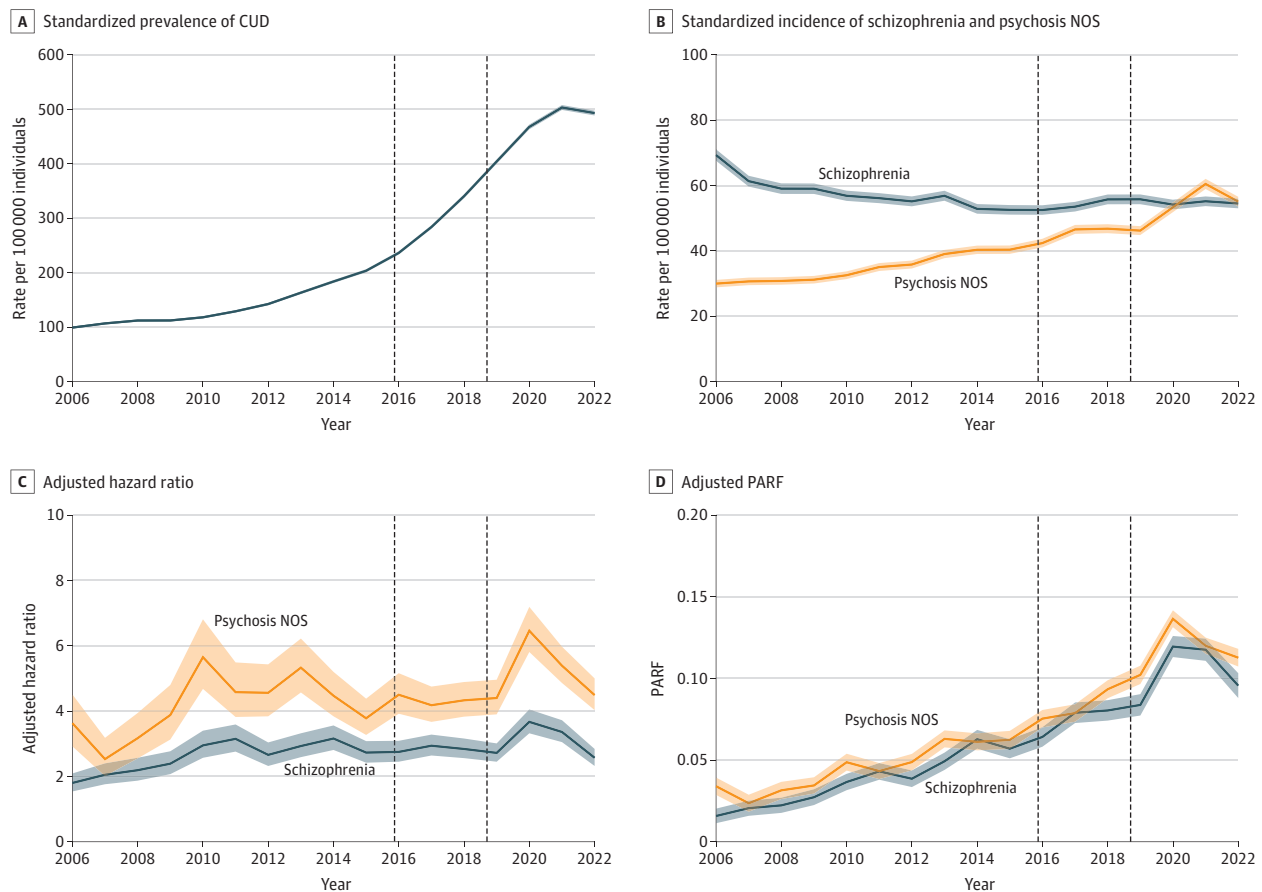 A Standardized prevalence of CUD
600
500
400
300
200
100
0
Rate per 100 000 individuals
2006 2008 2010 2012 2014 2016 2018 2020 2022
Year
B Standardized incidence of schizophrenia and psychosis NOS
100
80
60
40
20
0
Rate per 100 000 individuals
Schizophrenia
Psychosis NOS
2006 2008 2010 2012 2014 2016 2018 2020 2022
Year
C Adjusted hazard ratio
10
8
6
4
2
0
Adjusted hazard ratio
Psychosis NOS
Schizophrenia
2006 2008 2010 2012 2014 2016 2018 2020 2022
Year
D Adjusted PARF
0.20
0.15
0.10
0.05
0
PARF
Psychosis NOS
Schizophrenia
2006 2008 2010 2012 2014 2016 2018 2020 2022
Year